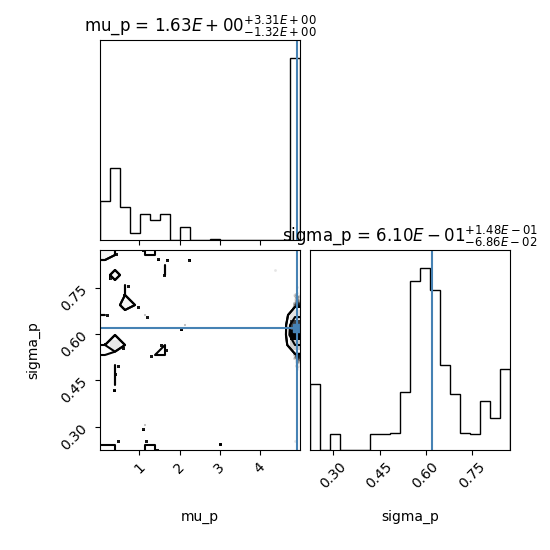 mu_p = 1.63E + 00+3.31E+00−1.32E+00
sigma_p = 6.10E − 01+1.48E−01−6.86E−02
sigma_p
0.75
0.60
0.45
0.30
1 2 3 4
0.30 0.45 0.60 0.75
mu_p
sigma_p